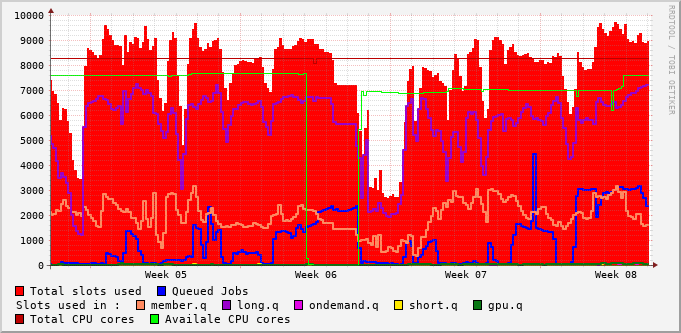 10000
9000
8000
7000
6000
5000
4000
3000
2000
1000
0
Week 05 Week 06 Week 07 Week 08
Total slots used Queued Jobs
Slots used in : member.q long.q ondemand.q short.q gpu.q
Total CPU cores Availale CPU cores
RRDTOOL / TOBI OETIKER